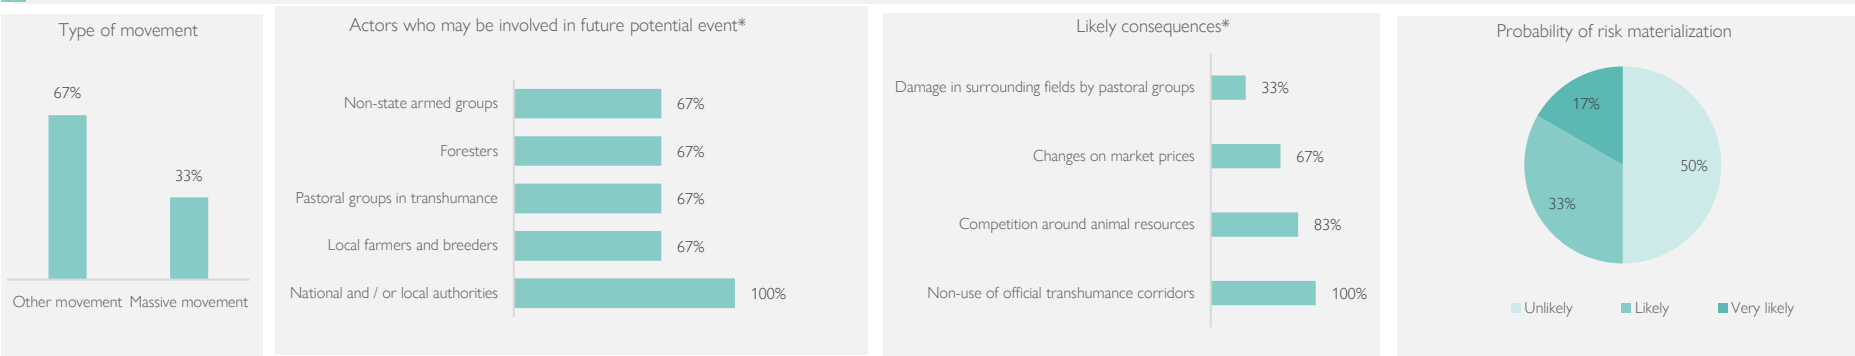 Type of movement
67%
33%
Other movement
Massive movement
Actors who may be involved in future potential event*
Non-state armed groups 67%
Foresters 67%
Pastoral groups in transhumance 67%
Local farmers and breeders 67%
National and / or local authorities 100%
Likely consequences*
Damage in surrounding fields by pastoral groups 33%
Changes on market prices 67%
Competition around animal resources 83%
Non-use of official transhumance corridors 100%
Probability of risk materialization
17%
50%
33%
Unlikely
Likely
Very likely